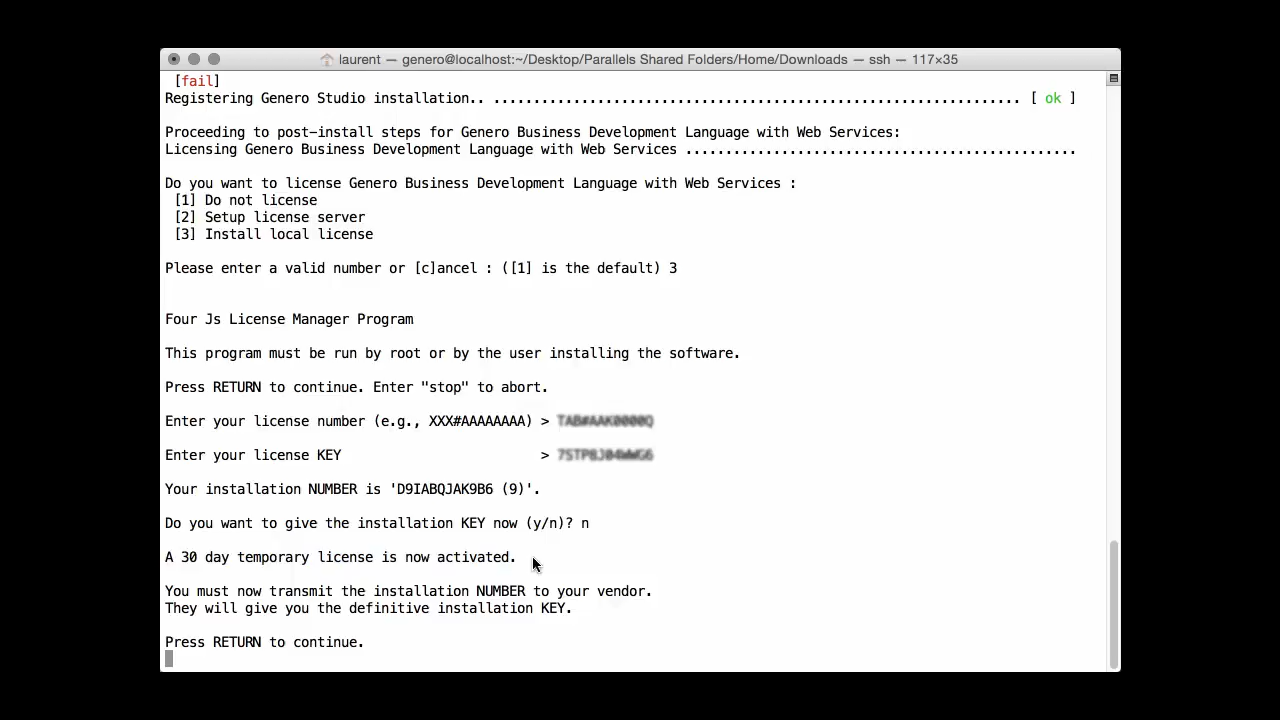 laurent — genero@localhost:~/Desktop/Parallels Shared Folders/Home/Downloads — ssh — 117×35
[fail]
Registering Genero Studio installation.. .................................................................. [ ok ]
Proceeding to post-install steps for Genero Business Development Language with Web Services:
Licensing Genero Business Development Language with Web Services .................................................
Do you want to license Genero Business Development Language with Web Services :
[1] Do not license
[2] Setup license server
[3] Install local license
Please enter a valid number or [c]ancel : ([1] is the default) 3
Four Js License Manager Program
This program must be run by root or by the user installing the software.
Press RETURN to continue. Enter "stop" to abort.
Enter your license number (e.g., XXX#AAAAAAAA) >
Enter your license KEY >
Your installation NUMBER is 'D9IABQJAK9B6 (9)'.
Do you want to give the installation KEY now (y/n)? n
A 30 day temporary license is now activated.
You must now transmit the installation NUMBER to your vendor.
They will give you the definitive installation KEY.
Press RETURN to continue.